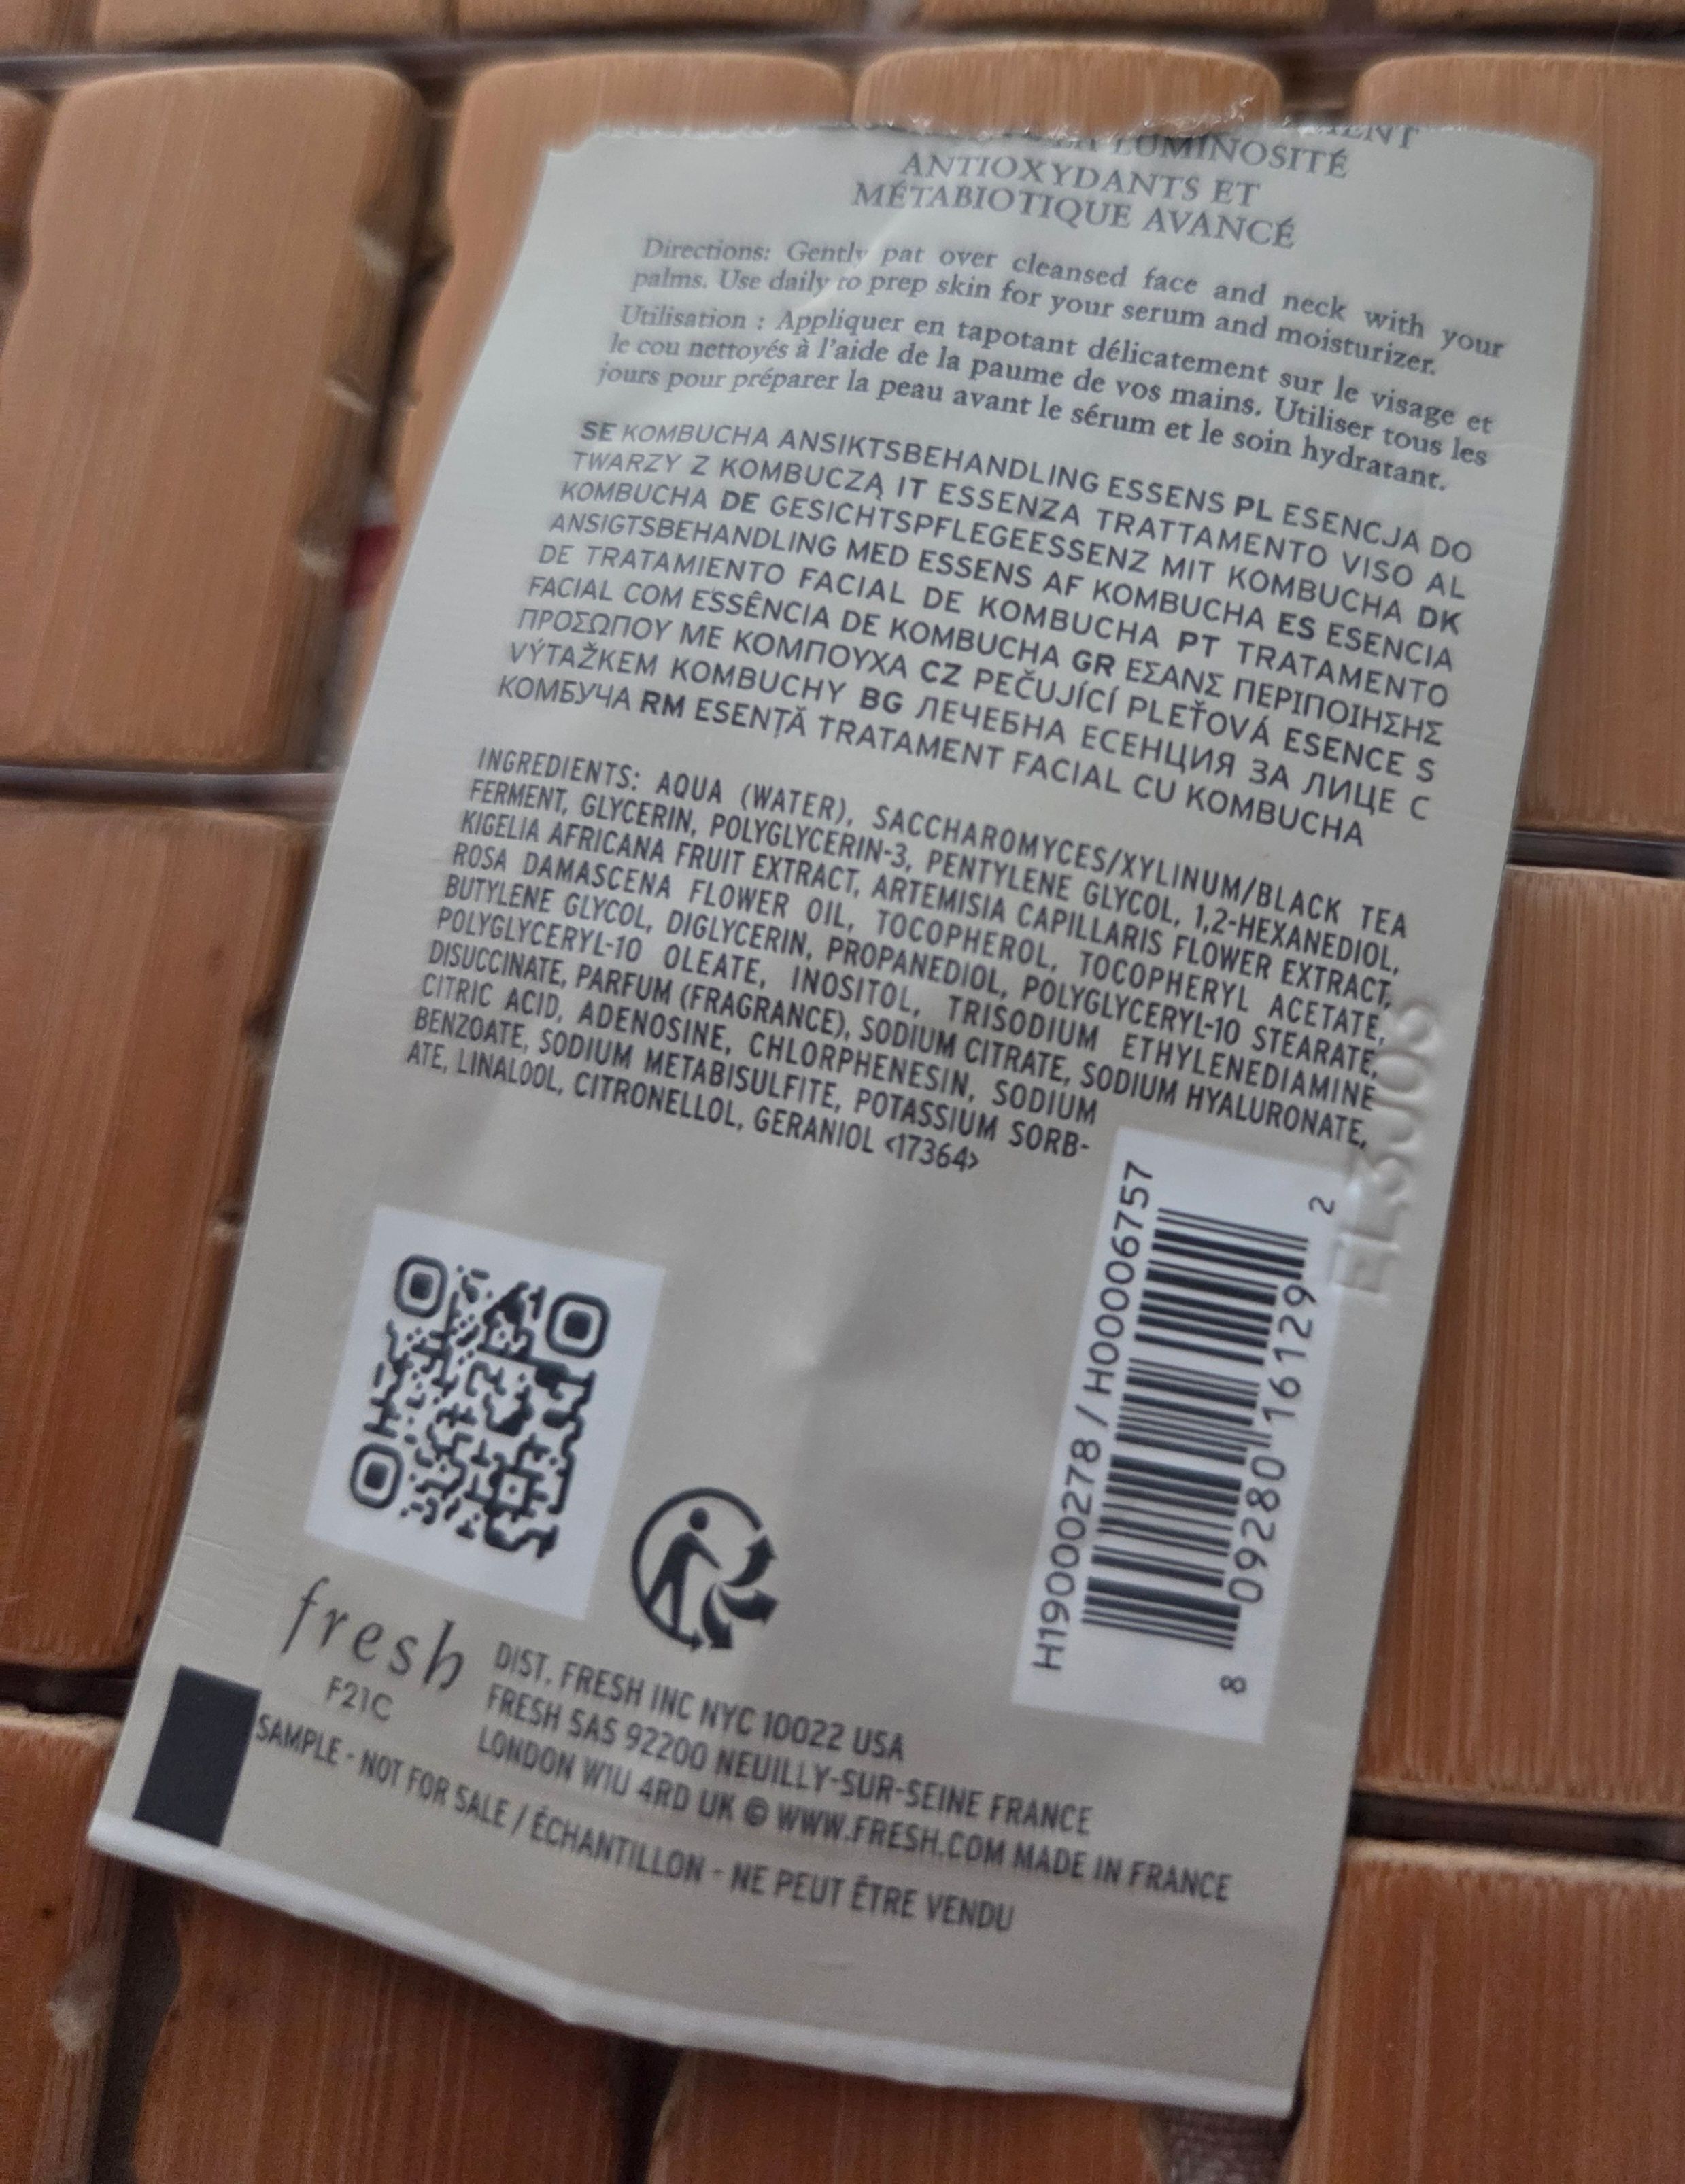 LUMINOSITÉ
ANTIOXYDANTS ET
MÉTABIOTIQUE AVANCÉ
Directions: Gently pat over cleansed face and neck with your
palms. Use daily to prep skin for your serum and moisturizer.
Utilisation : Appliquer en tapotant délicatement sur le visage et
le cou nettoyés à l'aide de la paume de vos mains. Utiliser tous les
jours pour préparer la peau avant le sérum et le soin hydratant.
SE KOMBUCHA ANSIKTSBEHANDLING ESSENS PL ESENCJA DO
TWARZY Z KOMBUCZĄ IT ESSENZA TRATTAMENTO VISO AL
KOMBUCHA DE GESICHTSPFLEGEESSENZ MIT KOMBUCHA DK
ANSIGTSBEHANDLING MED ESSENS AF KOMBUCHA ES ESENCIA
DE TRATAMIENTO FACIAL DE KOMBUCHA PT TRATAMENTO
FACIAL COM ESSÊNCIA DE KOMBUCHA GR ΕΣΑΝΣ ΠΕΡΙΠΟΙΗΣΗΣ
ΠΡΟΣΩΠΟΥ ΜΕ ΚΟΜΠΟΥΧΑ CZ PEČUJÍCÍ PLEŤOVÁ ESENCE S
VÝTAŽKEM KOMBUCHY BG ЛЕЧЕБНА ЕСЕНЦИЯ ЗА ЛИЦЕ С
КОМБУЧА RM ESENȚĂ TRATAMENT FACIAL CU KOMBUCHA
INGREDIENTS: AQUA (WATER), SACCHAROMYCES/XYLINUM/BLACK TEA
FERMENT, GLYCERIN, POLYGLYCERIN-3, PENTYLENE GLYCOL, 1,2-HEXANEDIOL,
KIGELIA AFRICANA FRUIT EXTRACT, ARTEMISIA CAPILLARIS FLOWER EXTRACT,
ROSA DAMASCENA FLOWER OIL, TOCOPHEROL, TOCOPHERYL ACETATE,
BUTYLENE GLYCOL, DIGLYCERIN, PROPANEDIOL, POLYGLYCERYL-10 STEARATE,
POLYGLYCERYL-10 OLEATE, INOSITOL, TRISODIUM ETHYLENEDIAMINE
DISUCCINATE, PARFUM (FRAGRANCE), SODIUM CITRATE, SODIUM HYALURONATE,
CITRIC ACID, ADENOSINE, CHLORPHENESIN, SODIUM
BENZOATE, SODIUM METABISULFITE, POTASSIUM SORB-
ATE, LINALOOL, CITRONELLOL, GERANIOL <17364>
H19000278 / H00006757
8 09280 16129 2
fresh
F21C
DIST. FRESH INC NYC 10022 USA
FRESH SAS 92200 NEUILLY-SUR-SEINE FRANCE
LONDON W1U 4RD UK © WWW.FRESH.COM MADE IN FRANCE
SAMPLE - NOT FOR SALE / ÉCHANTILLON - NE PEUT ÊTRE VENDU